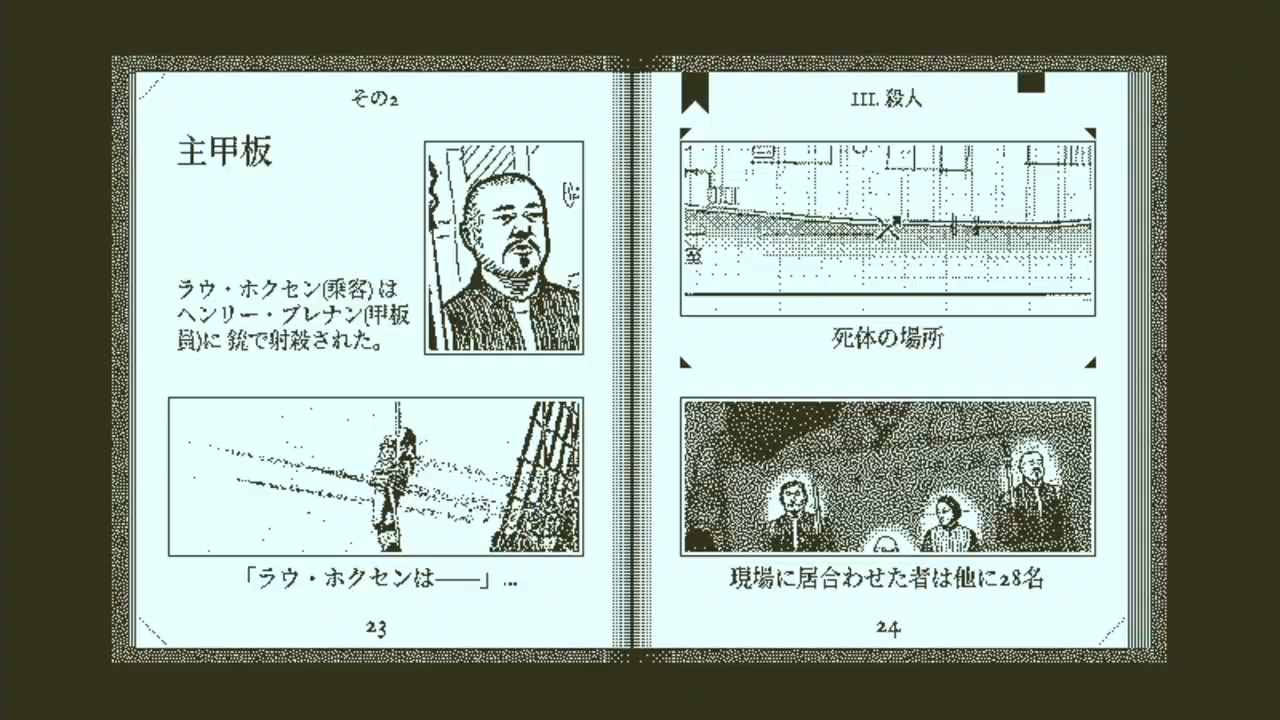 その2
主甲板
ラウ・ホクセン(乗客) は
ヘンリー・ブレナン(甲板
員)に 銃で射殺された。
「ラウ・ホクセンは――」...
23
III. 殺人
室
死体の場所
現場に居合わせた者は他に28名
24